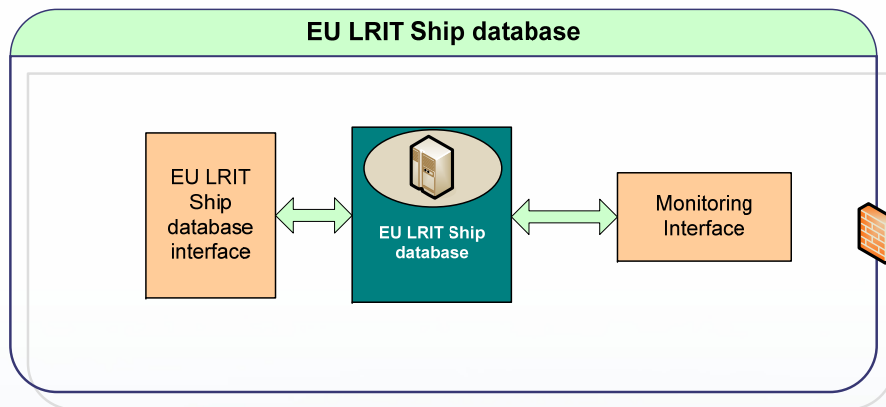 EU LRIT Ship database
EU LRIT
Ship
database
interface
EU LRIT Ship
database
Monitoring
Interface